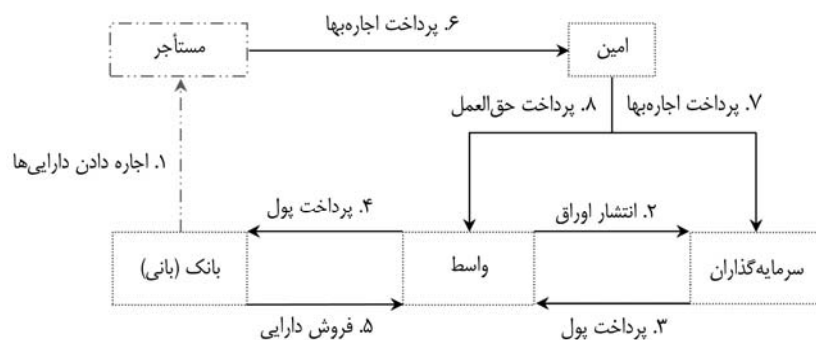 ۶. پرداخت اجاره‌بها
مستأجر
امین
۷. پرداخت اجاره‌بها
۸. پرداخت حق‌العمل
۱. اجاره دادن دارایی‌ها
۲. انتشار اوراق
۴. پرداخت پول
سرمایه‌گذاران
واسط
بانک (بانی)
۳. پرداخت پول
۵. فروش دارایی